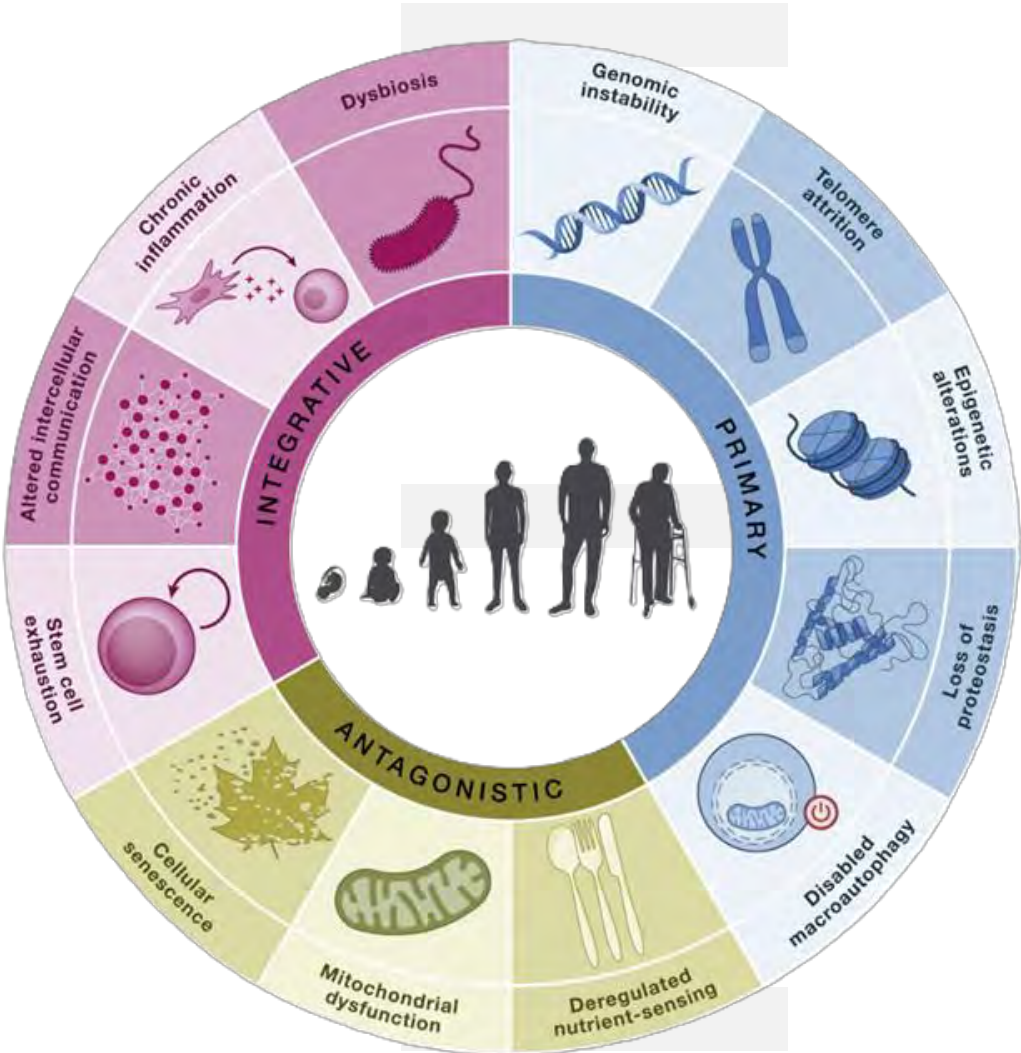 Genomic
instability
Telomere
attrition
Epigenetic
alterations
Loss of
proteostasis
Disabled
macroautophagy
Deregulated
nutrient-sensing
Mitochondrial
dysfunction
Cellular
senescence
Stem cell
exhaustion
Altered intercellular
communication
Chronic
inflammation
Dysbiosis
PRIMARY
ANTAGONISTIC
INTEGRATIVE